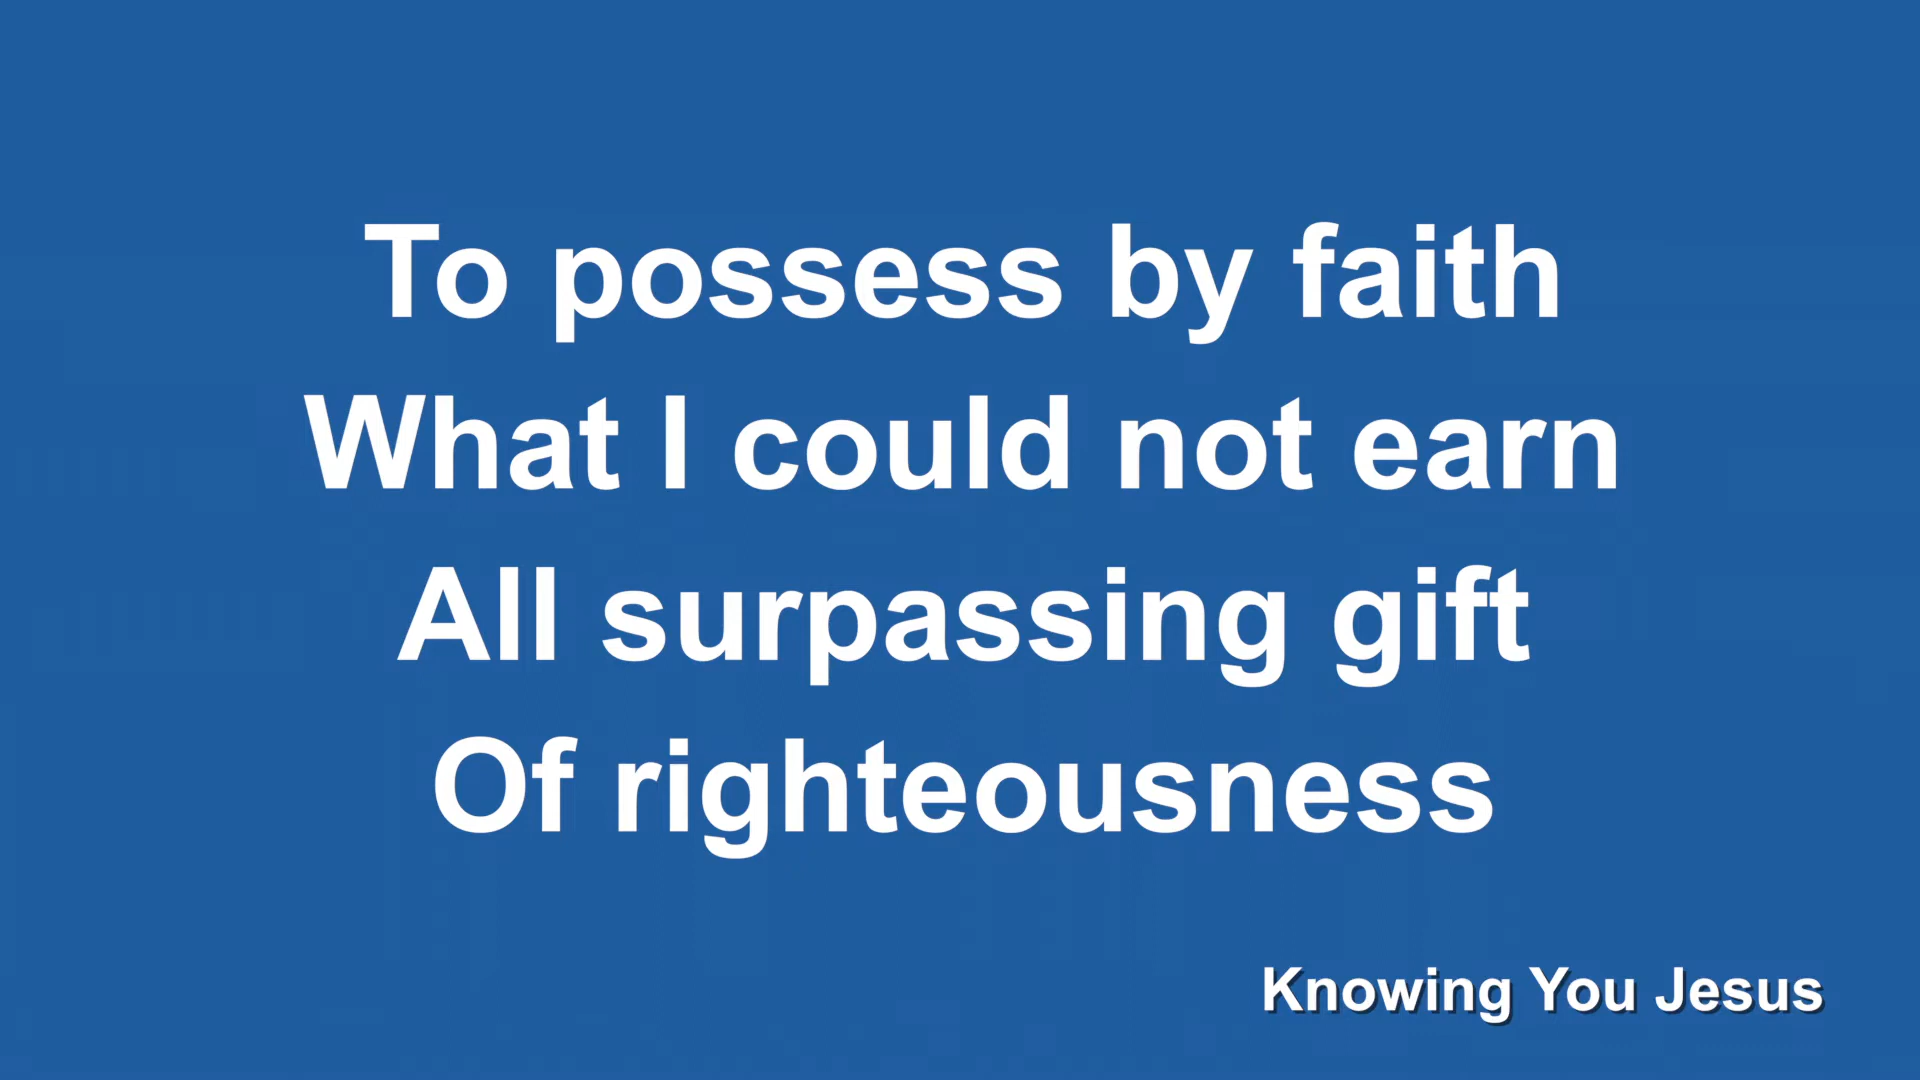 To possess by faith
What I could not earn
All surpassing gift
Of righteousness
Knowing You Jesus